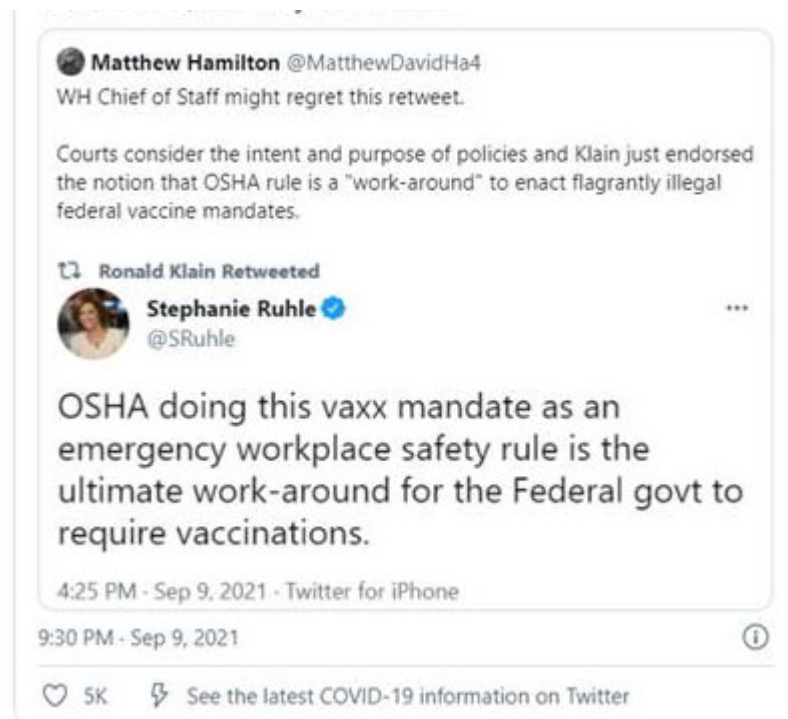 Matthew Hamilton @MatthewDavidHa4
WH Chief of Staff might regret this retweet.
Courts consider the intent and purpose of policies and Klain just endorsed
the notion that OSHA rule is a "work-around" to enact flagrantly illegal
federal vaccine mandates.
Ronald Klain Retweeted
Stephanie Ruhle
@SRuhle
OSHA doing this vaxx mandate as an
emergency workplace safety rule is the
ultimate work-around for the Federal govt to
require vaccinations.
4:25 PM · Sep 9, 2021 · Twitter for iPhone
9:30 PM · Sep 9, 2021
5K See the latest COVID-19 information on Twitter